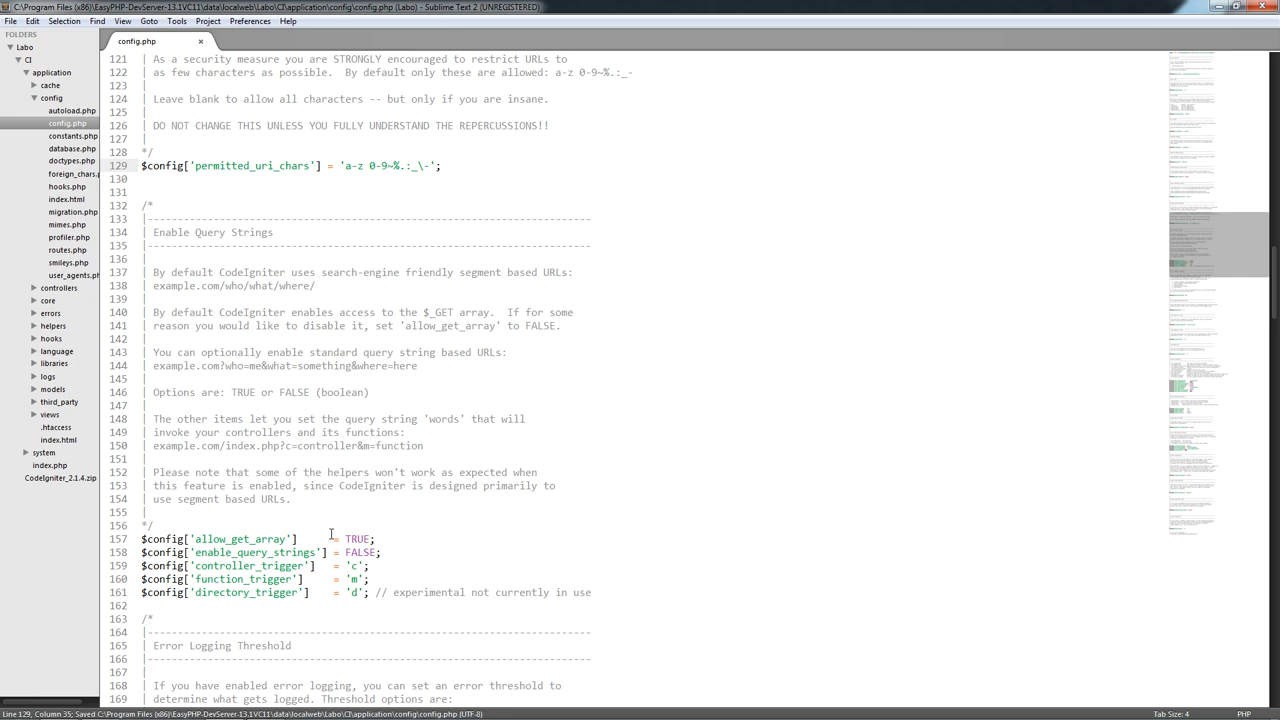 C:\Program Files (x86)\EasyPHP-DevServer-13.1VC11\data\localweb\Labo\CI\application\config\config.php (Labo) - Sublime Text 2 (UNREGISTERED)
File Edit Selection Find View Goto Tools Project Preferences Help
FOLDERS
Labo
CI
application
cache
config
autoload.php
config.php
constants.php
database.php
doctypes.php
foreign_chars.p
hooks.php
index.html
migration.php
mimes.php
profiler.php
routes.php
smileys.php
user_agents.ph
controllers
core
errors
helpers
hooks
language
libraries
logs
models
third_party
views
.htaccess
index.html
system
index.php
CodeIgniter_2.1.4.zip
config.php
121 | As a security measure you are STRONGLY encouraged to restrict URLs to
122 | as few characters as possible. By default only these are allowed: a-z 0-9~%.:_-
123 |
124 | Leave blank to allow all characters -- but only if you are insane.
125 |
126 | DO NOT CHANGE THIS UNLESS YOU FULLY UNDERSTAND THE REPERCUSSIONS!!
127 |
128 */
129 $config['permitted_uri_chars'] = 'a-z 0-9~%.:_\-';
130
131
132 /*
133 |--------------------------------------------------------------------------
134 | Enable Query Strings
135 |--------------------------------------------------------------------------
136 |
137 | By default CodeIgniter uses search-engine friendly segment based URLs:
138 | example.com/who/what/where/
139 |
140 | By default CodeIgniter enables access to the $_GET array. If for some
141 | reason you would like to disable it, set 'allow_get_array' to FALSE.
142 |
143 | You can optionally enable standard query string based URLs:
144 | example.com?who=me&what=something&where=here
145 |
146 | Options are: TRUE or FALSE (boolean)
147 |
148 | The other items let you set the query string 'words' that will
149 | invoke your controllers and its functions:
150 | example.com/index.php?c=controller&m=function
151 |
152 | Please note that some of the helpers won't work as expected when
153 | this feature is enabled, since CodeIgniter is designed primarily to
154 | use segment based URLs.
155 |
156 */
157 $config['allow_get_array'] = TRUE;
158 $config['enable_query_strings'] = FALSE;
159 $config['controller_trigger'] = 'c';
160 $config['function_trigger'] = 'm';
161 $config['directory_trigger'] = 'd'; // experimental not currently in use
162
163 /*
164 |--------------------------------------------------------------------------
165 | Error Logging Threshold
166 |--------------------------------------------------------------------------
167 |
168 | If you have enabled error logging, you can set an error threshold to
169 | determine what gets logged. Threshold options are:
Line 129, Column 35; Saved C:\Program Files (x86)\EasyPHP-DevServer-13.1VC11\data\localweb\Labo\CI\application\config\config.php (UTF-8) Tab Size: 4 PHP